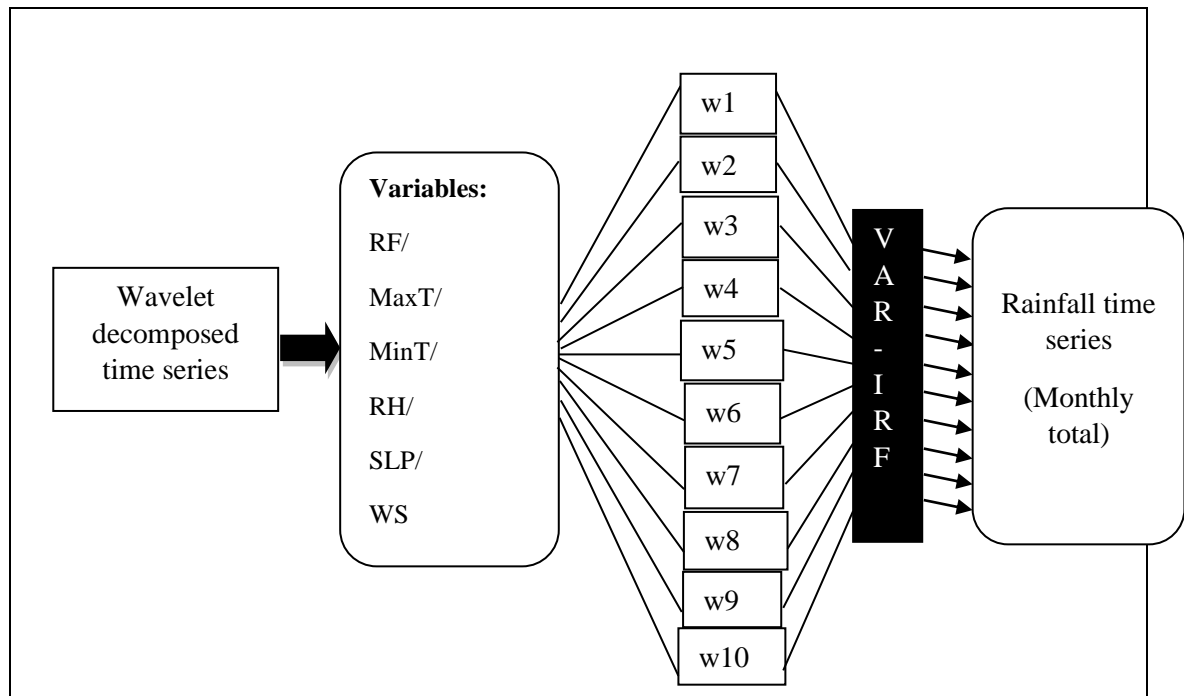 Wavelet
decomposed
time series
Variables:
RF/
MaxT/
MinT/
RH/
SLP/
WS
w1
w2
w3
w4
w5
w6
w7
w8
w9
w10
V
A
R
-
I
R
F
Rainfall time
series
(Monthly
total)